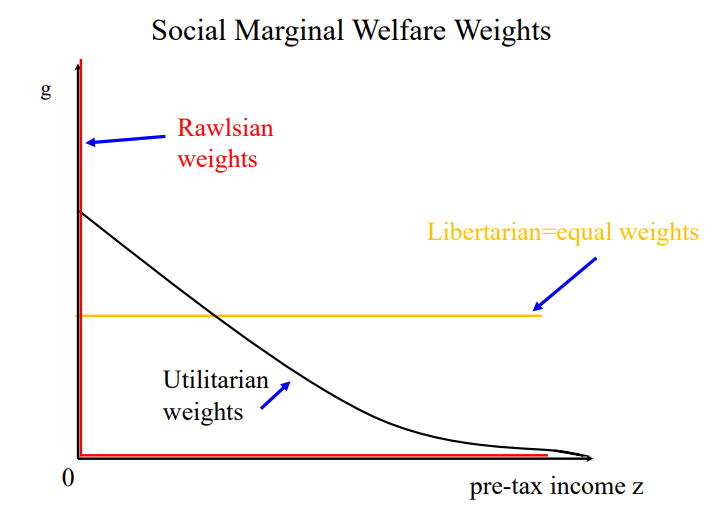 Social Marginal Welfare Weights
g
Rawlsian
weights
Libertarian=equal weights
Utilitarian
weights
0
pre-tax income z